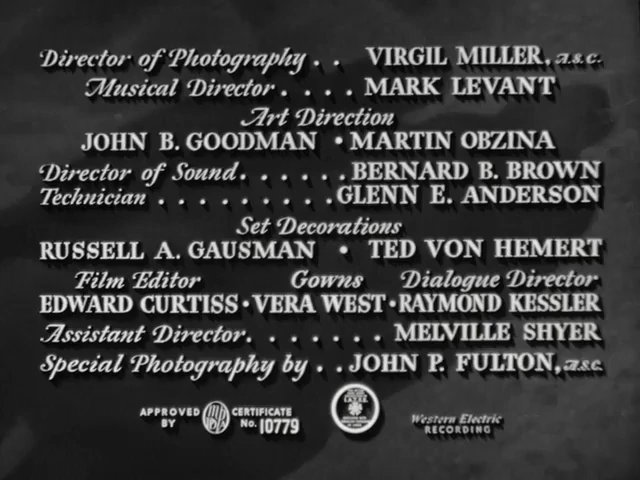 Director of Photography . . VIRGIL MILLER, A.S.C.
Musical Director . . . . MARK LEVANT
Art Direction
JOHN B. GOODMAN • MARTIN OBZINA
Director of Sound . . . . . . BERNARD B. BROWN
Technician . . . . . . . . . GLENN E. ANDERSON
Set Decorations
RUSSELL A. GAUSMAN • TED VON HEMERT
Film Editor Gowns Dialogue Director
EDWARD CURTISS • VERA WEST • RAYMOND KESSLER
Assistant Director . . . . . . MELVILLE SHYER
Special Photography by . . JOHN P. FULTON, A.S.C.
APPROVED BY
CERTIFICATE No. 10779
Western Electric
RECORDING